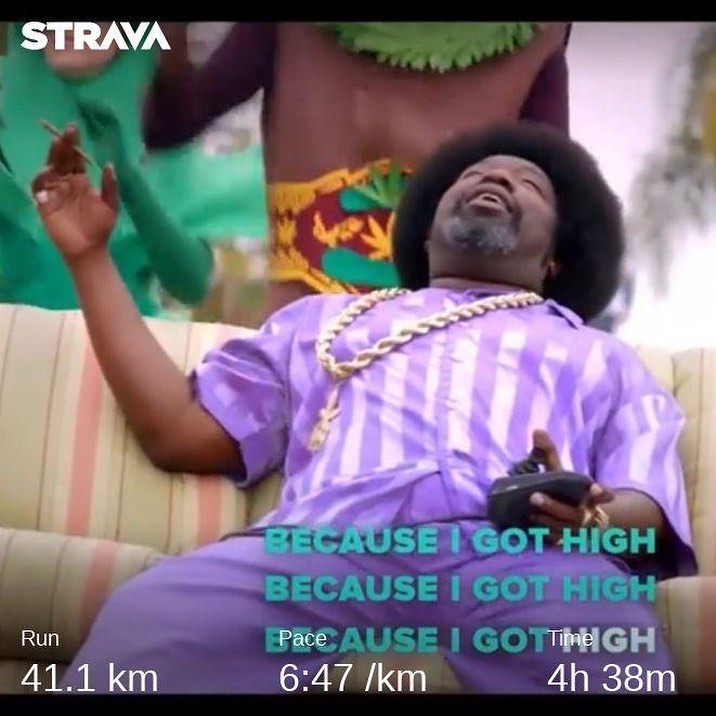 STRAVA
BECAUSE I GOT HIGH
BECAUSE I GOT HIGH
BECAUSE I GOT HIGH
Run
Pace
Time
41.1 km
6:47 /km
4h 38m